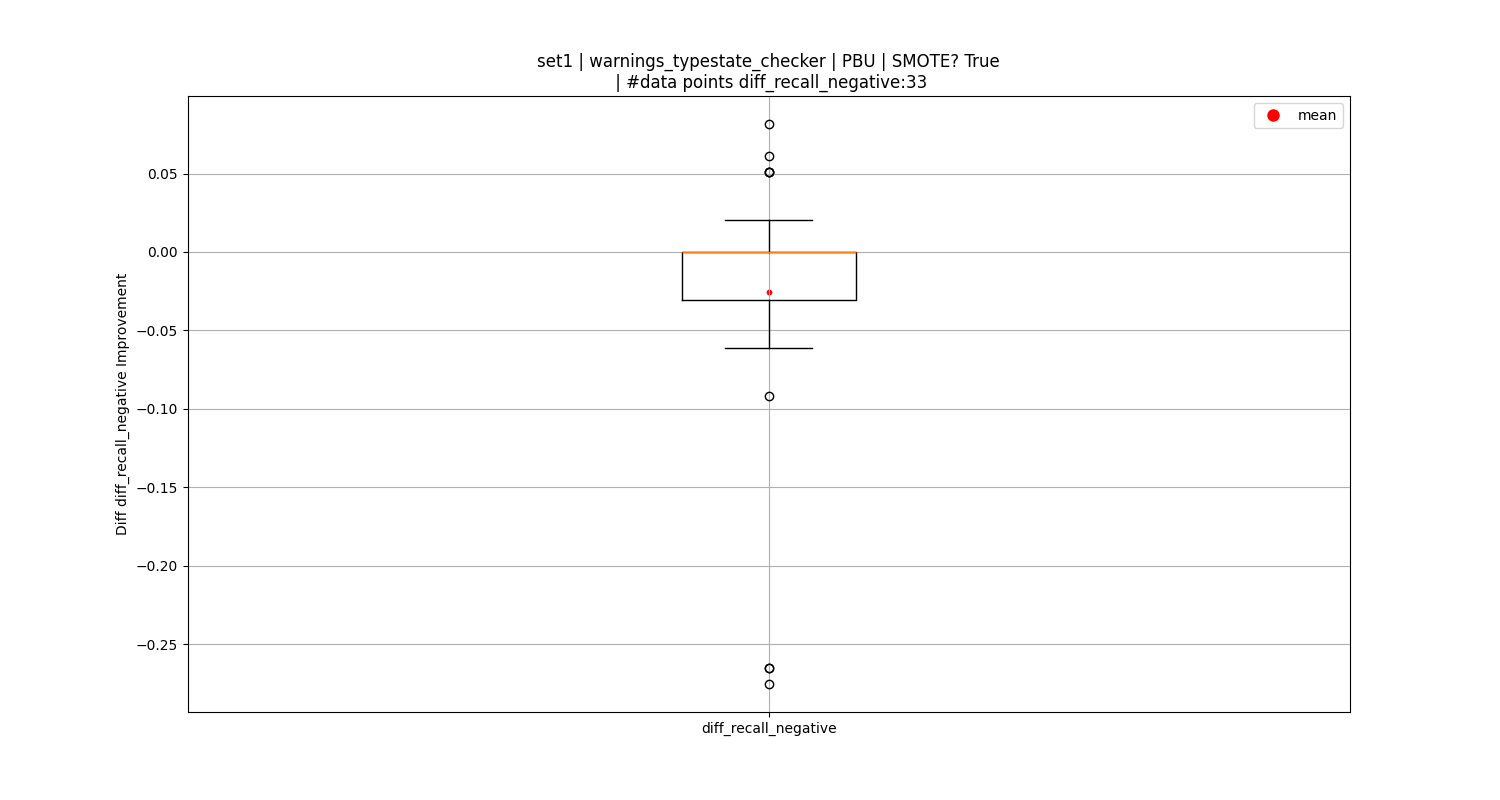 set1 | warnings_typestate_checker | PBU | SMOTE? True
| #data points diff_recall_negative:33
mean
0.05
0.00
−0.05
−0.10
−0.15
−0.20
−0.25
Diff diff_recall_negative Improvement
diff_recall_negative